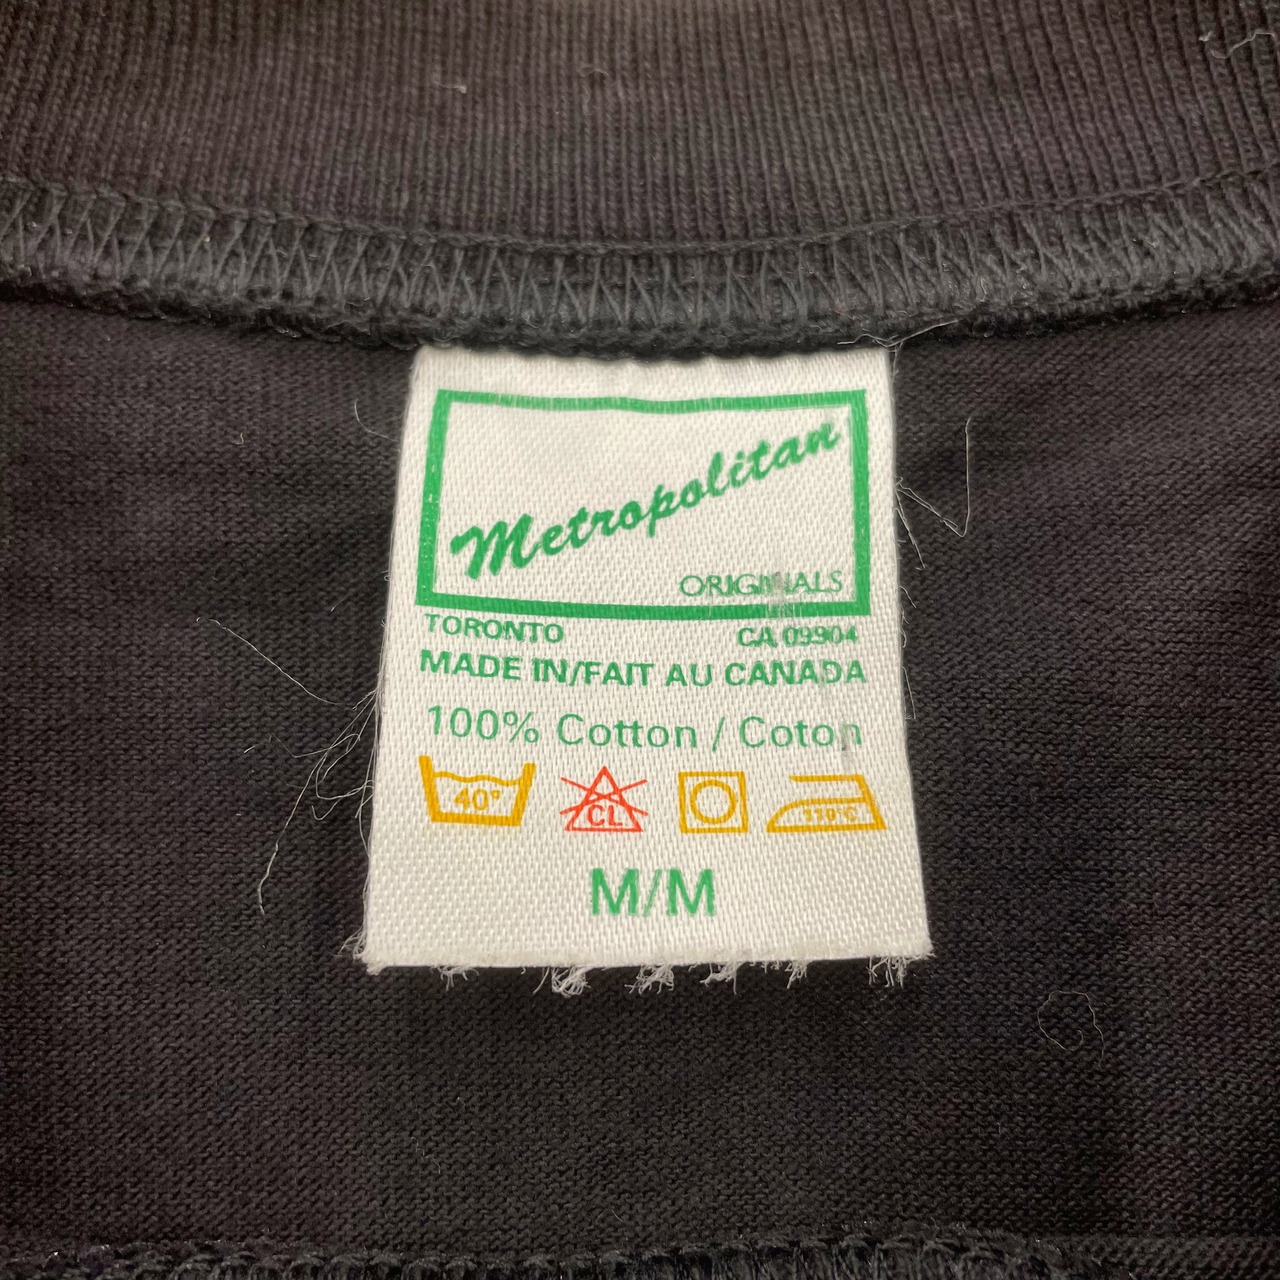 Metropolitan
ORIGINALS
TORONTO CA 09904
MADE IN/FAIT AU CANADA
100% Cotton / Coton
40° CL 110°C
M/M